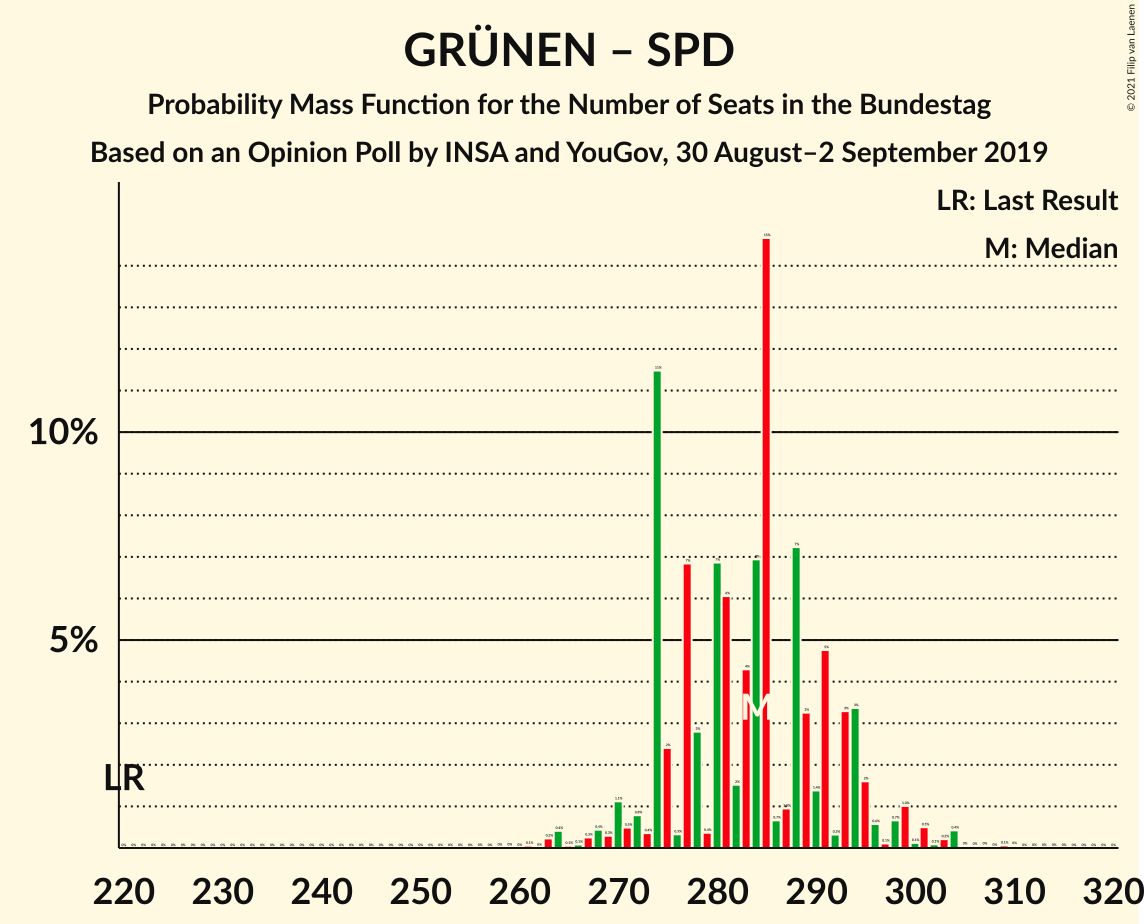 GRÜNEN – SPD
Probability Mass Function for the Number of Seats in the Bundestag
Based on an Opinion Poll by INSA and YouGov, 30 August–2 September 2019
© 2021 Filip van Laenen
LR: Last Result
M: Median
10%
5%
LR
M
220 230 240 250 260 270 280 290 300 310 320